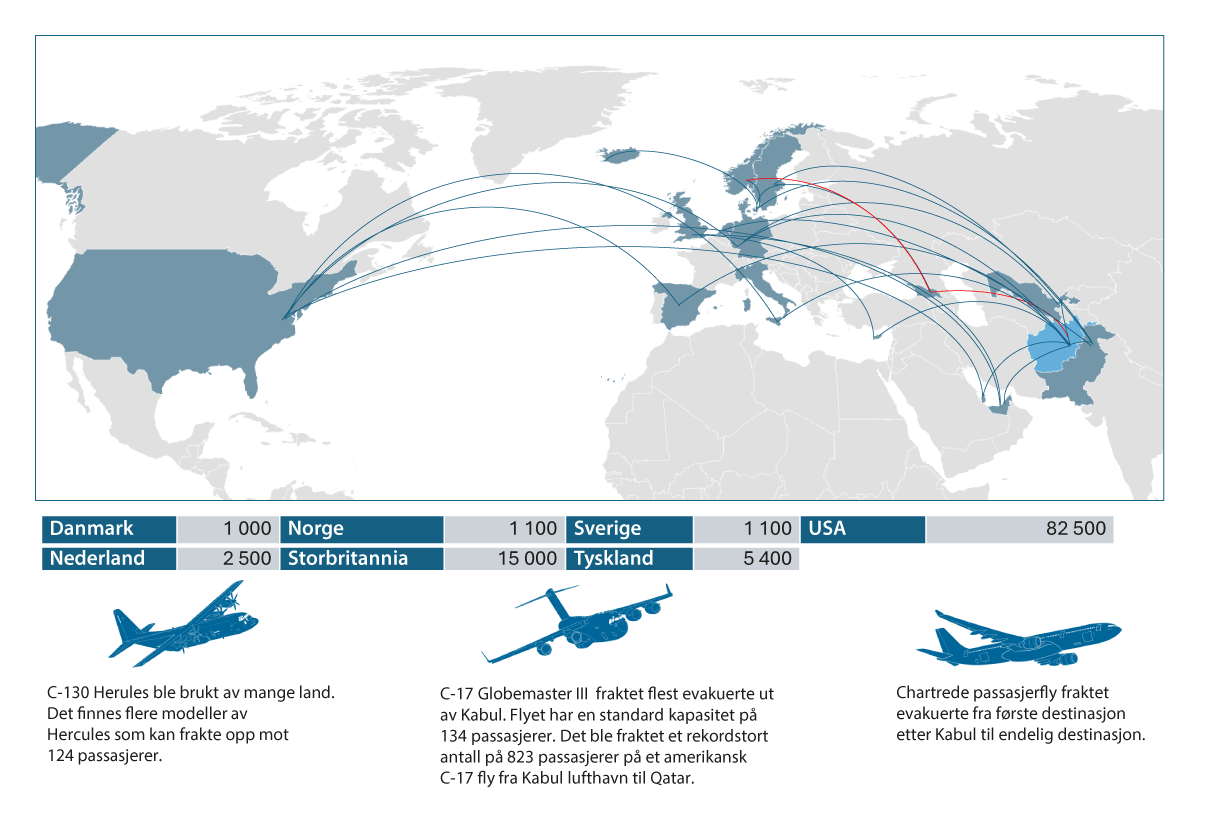 Danmark 1 000 Norge 1 100 Sverige 1 100 USA 82 500
Nederland 2 500 Storbritannia 15 000 Tyskland 5 400
C-130 Herules ble brukt av mange land.
Det finnes flere modeller av
Hercules som kan frakte opp mot
124 passasjerer.
C-17 Globemaster III fraktet flest evakuerte ut
av Kabul. Flyet har en standard kapasitet på
134 passasjerer. Det ble fraktet et rekordstort
antall på 823 passasjerer på et amerikansk
C-17 fly fra Kabul lufthavn til Qatar.
Chartrede passasjerfly fraktet
evakuerte fra første destinasjon
etter Kabul til endelig destinasjon.